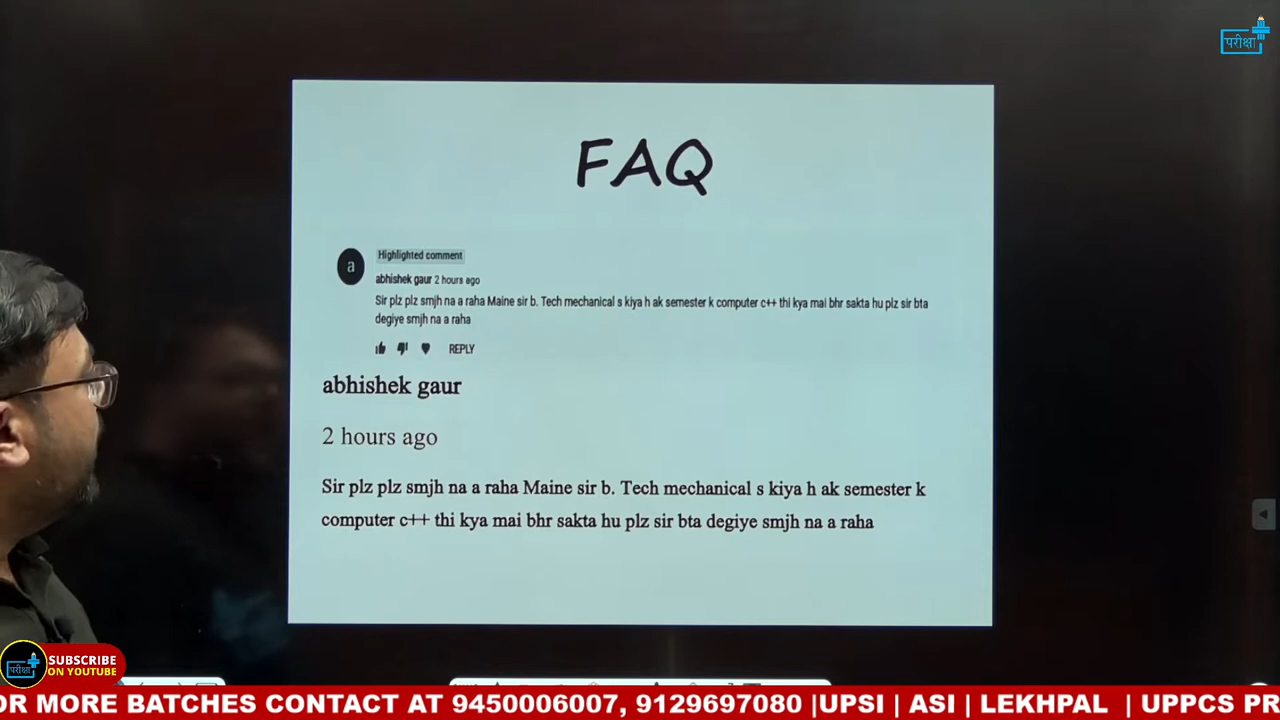 परीक्षा
FAQ
a
Highlighted comment
abhishek gaur 2 hours ago
Sir plz plz smjh na a raha Maine sir b. Tech mechanical s kiya h ak semester k computer c++ thi kya mai bhr sakta hu plz sir bta
degiye smjh na a raha
REPLY
abhishek gaur
2 hours ago
Sir plz plz smjh na a raha Maine sir b. Tech mechanical s kiya h ak semester k
computer c++ thi kya mai bhr sakta hu plz sir bta degiye smjh na a raha
परीक्षा
SUBSCRIBE
ON YOUTUBE
OR MORE BATCHES CONTACT AT 9450006007, 9129697080 |UPSI | ASI | LEKHPAL | UPPCS PR